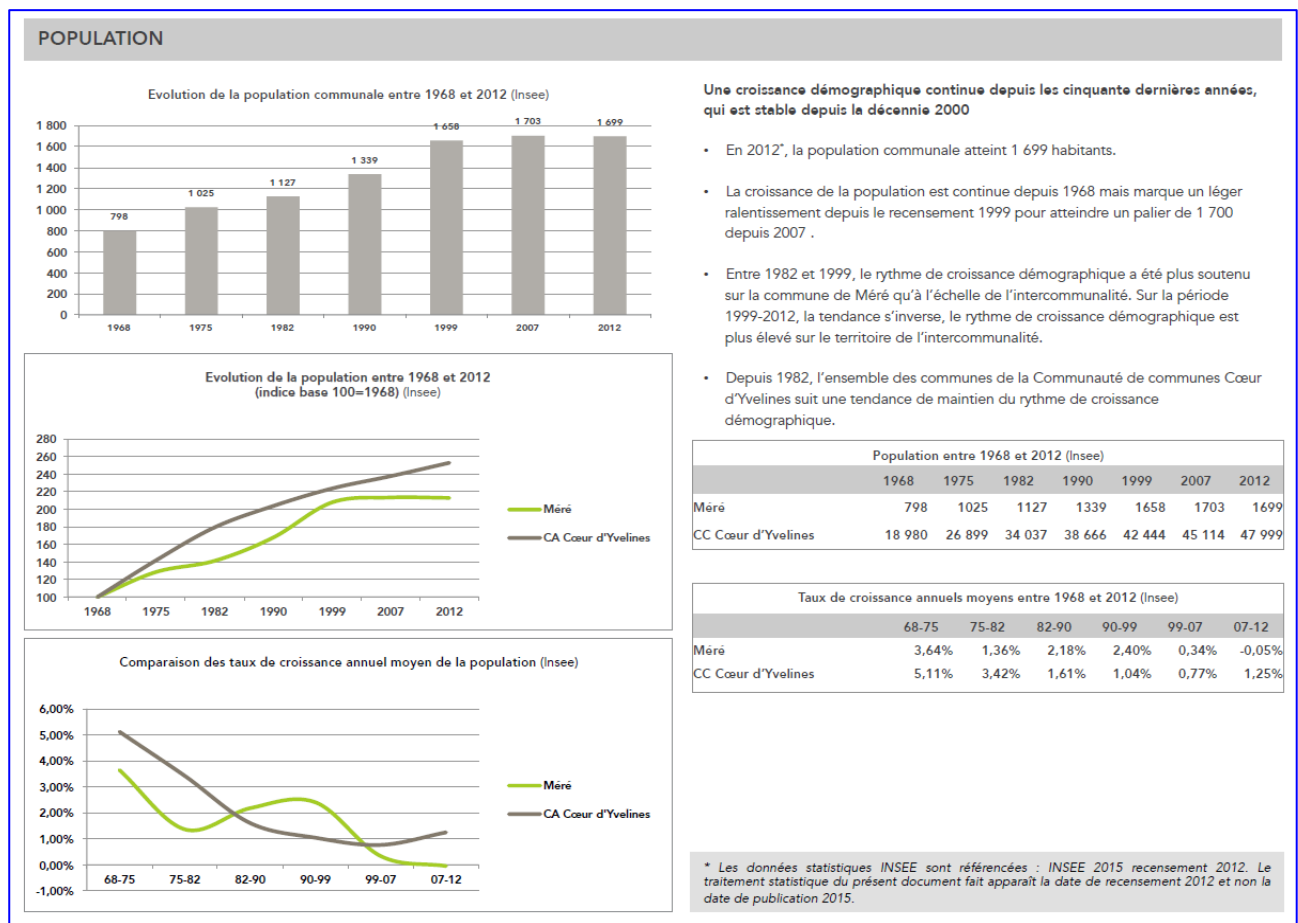 POPULATION
Evolution de la population communale entre 1968 et 2012 (Insee)
1 800
1 600
1 400
1 200
1 000
800
600
400
200
0
798
1 025
1 127
1 339
1 658
1 703
1 699
1968 1975 1982 1990 1999 2007 2012
Evolution de la population entre 1968 et 2012
(indice base 100=1968) (Insee)
280
260
240
220
200
180
160
140
120
100
1968 1975 1982 1990 1999 2007 2012
Méré
CA Cœur d'Yvelines
Comparaison des taux de croissance annuel moyen de la population (Insee)
6,00%
5,00%
4,00%
3,00%
2,00%
1,00%
0,00%
-1,00%
68-75 75-82 82-90 90-99 99-07 07-12
Méré
CA Cœur d'Yvelines
Une croissance démographique continue depuis les cinquante dernières années,
qui est stable depuis la décennie 2000
• En 2012*, la population communale atteint 1 699 habitants.
• La croissance de la population est continue depuis 1968 mais marque un léger
ralentissement depuis le recensement 1999 pour atteindre un palier de 1 700
depuis 2007 .
• Entre 1982 et 1999, le rythme de croissance démographique a été plus soutenu
sur la commune de Méré qu'à l'échelle de l'intercommunalité. Sur la période
1999-2012, la tendance s'inverse, le rythme de croissance démographique est
plus élevé sur le territoire de l'intercommunalité.
• Depuis 1982, l'ensemble des communes de la Communauté de communes Cœur
d'Yvelines suit une tendance de maintien du rythme de croissance
démographique.
Population entre 1968 et 2012 (Insee)
1968 1975 1982 1990 1999 2007 2012
Méré 798 1025 1127 1339 1658 1703 1699
CC Cœur d'Yvelines 18 980 26 899 34 037 38 666 42 444 45 114 47 999
Taux de croissance annuels moyens entre 1968 et 2012 (Insee)
68-75 75-82 82-90 90-99 99-07 07-12
Méré 3,64% 1,36% 2,18% 2,40% 0,34% -0,05%
CC Cœur d'Yvelines 5,11% 3,42% 1,61% 1,04% 0,77% 1,25%
* Les données statistiques INSEE sont référencées : INSEE 2015 recensement 2012. Le
traitement statistique du présent document fait apparaît la date de recensement 2012 et non la
date de publication 2015.